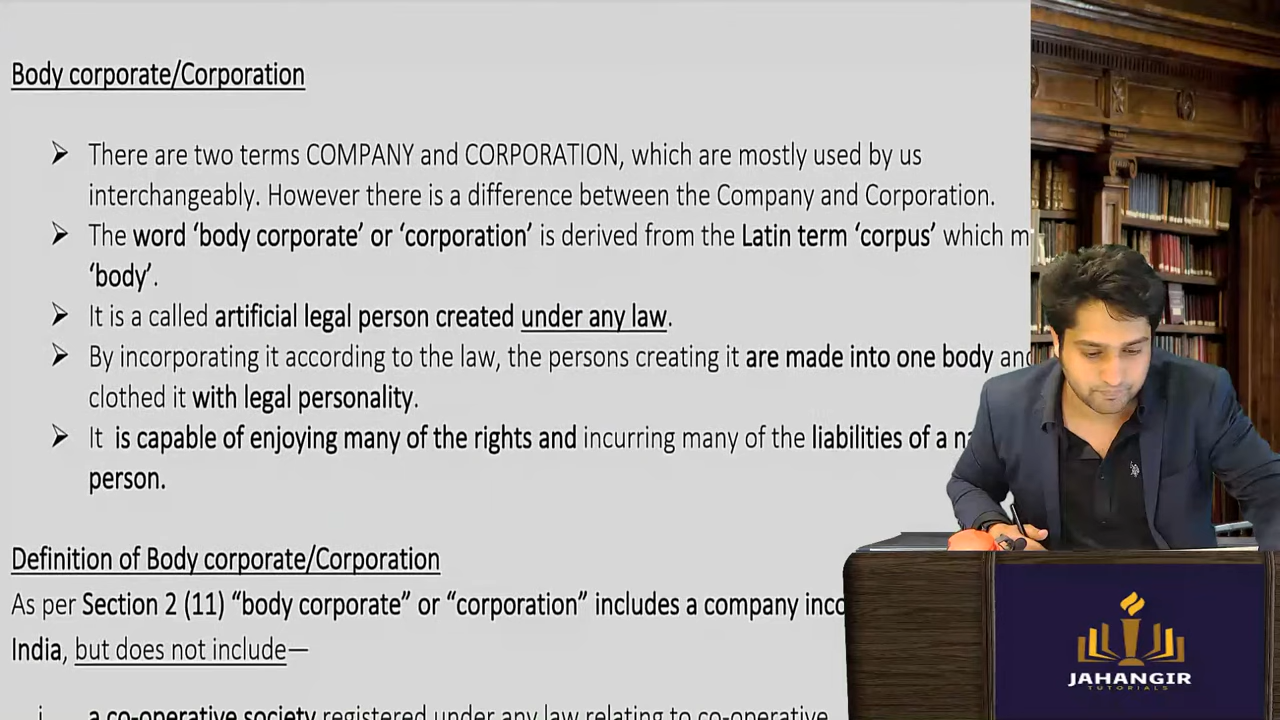 Body corporate/Corporation
➢ There are two terms COMPANY and CORPORATION, which are mostly used by us
interchangeably. However there is a difference between the Company and Corporation.
➢ The word ‘body corporate’ or ‘corporation’ is derived from the Latin term ‘corpus’ which
‘body’.
➢ It is a called artificial legal person created under any law.
➢ By incorporating it according to the law, the persons creating it are made into one body and
clothed it with legal personality.
➢ It is capable of enjoying many of the rights and incurring many of the liabilities of a
person.
Definition of Body corporate/Corporation
As per Section 2 (11) “body corporate” or “corporation” includes a company
India, but does not include—
i. a co-operative society registered under any law relating to co-operative
JAHANGIR
TUTORIALS